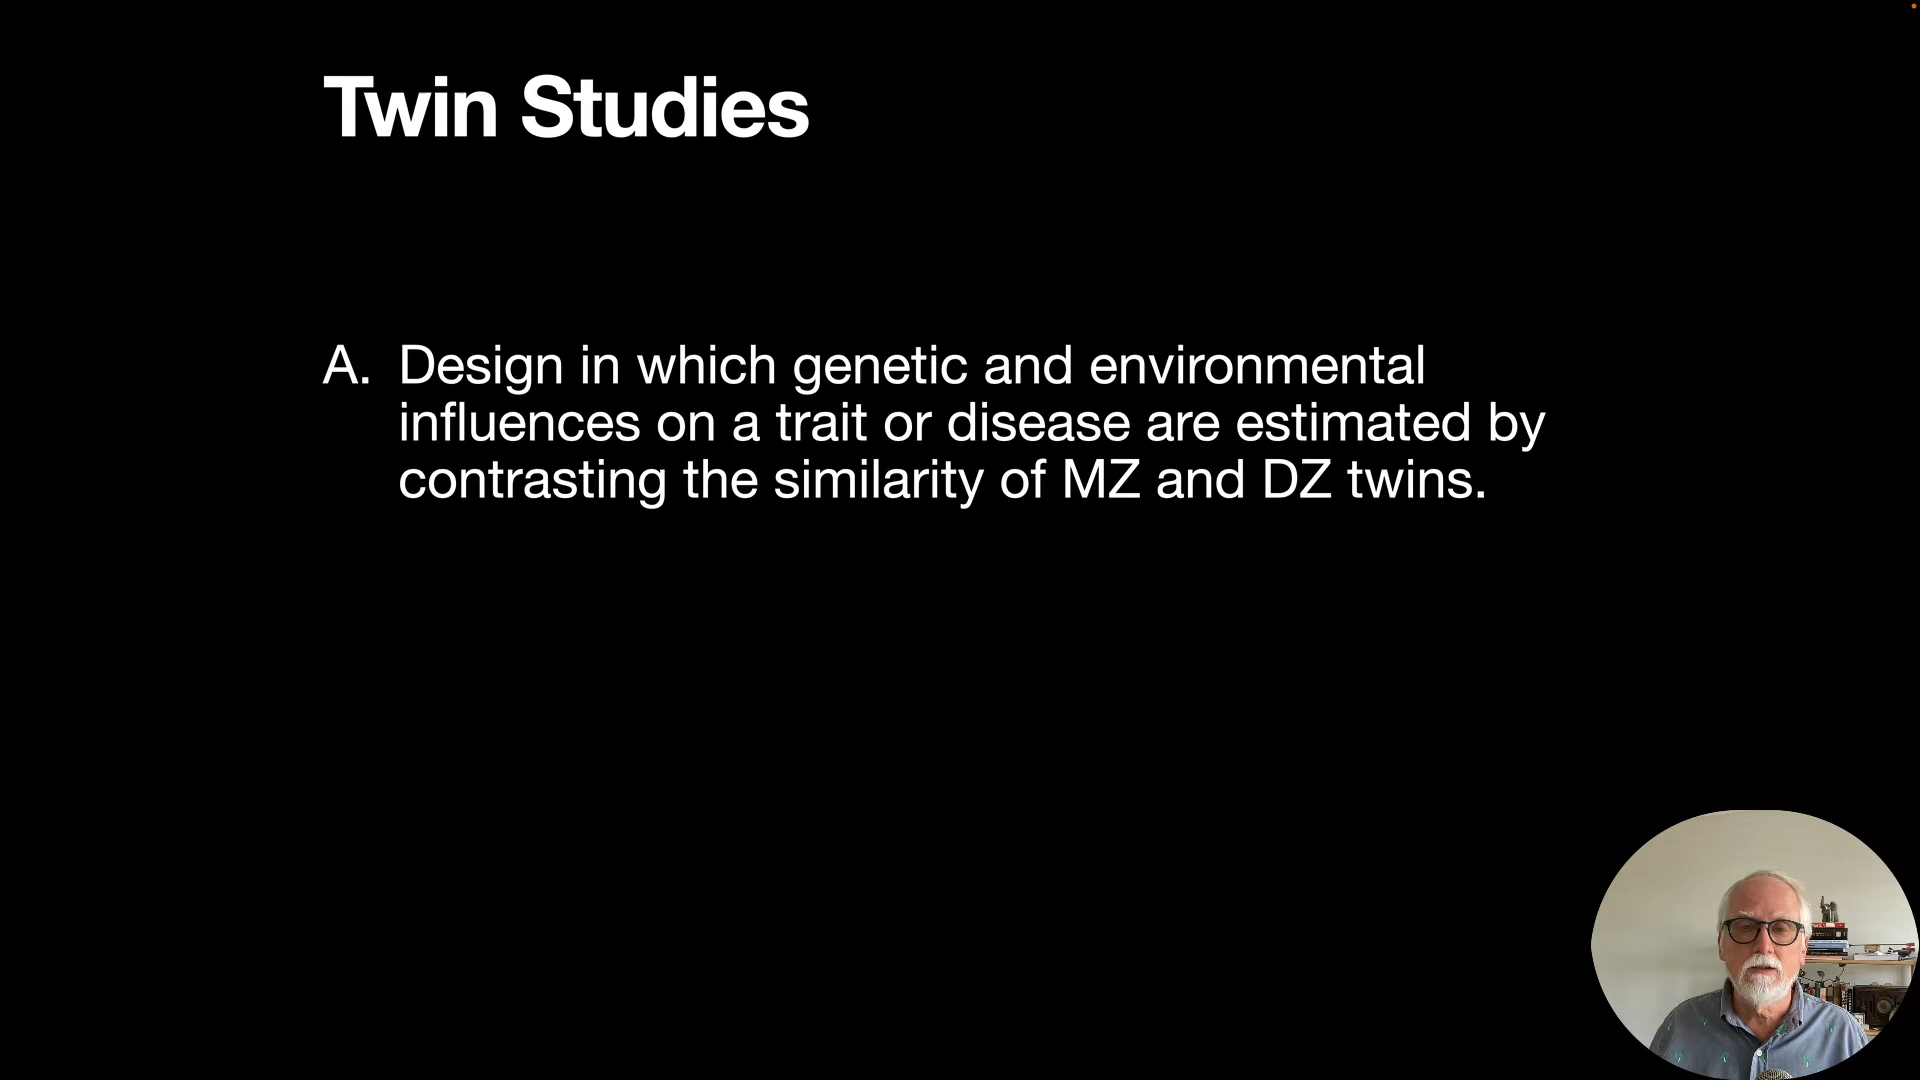 Twin Studies
A. Design in which genetic and environmental
influences on a trait or disease are estimated by
contrasting the similarity of MZ and DZ twins.